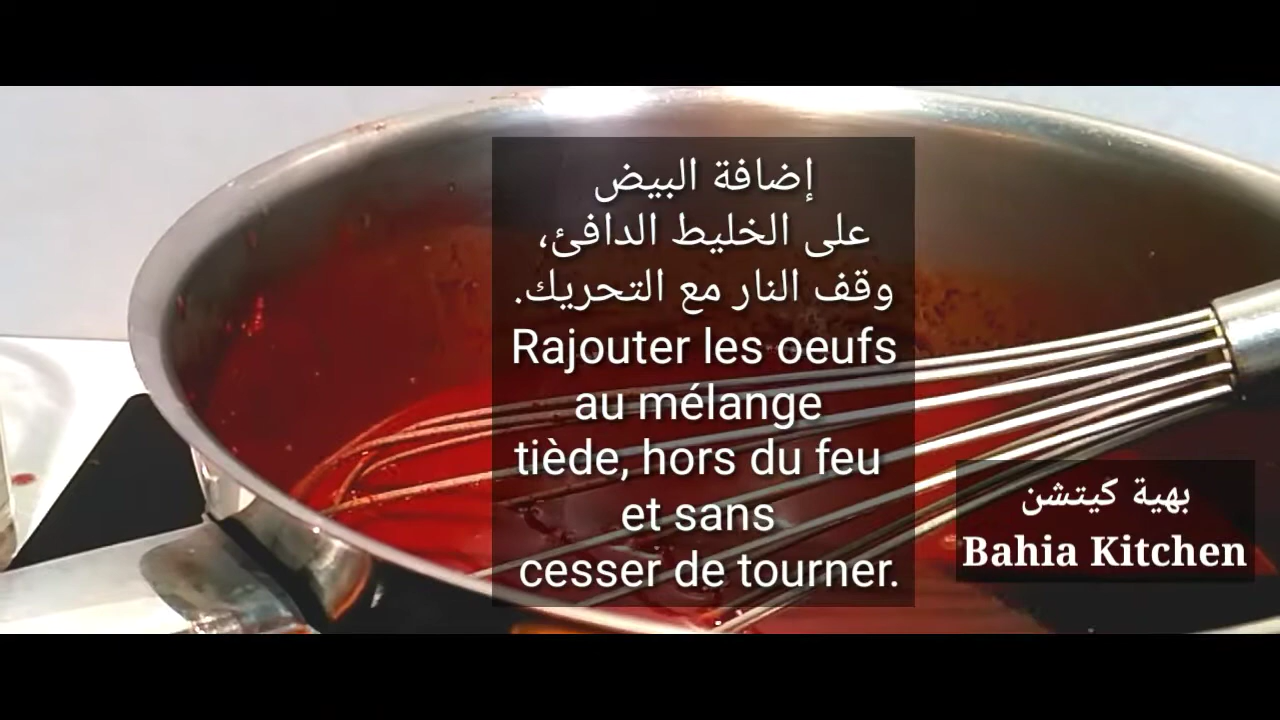 إضافة البيض
على الخليط الدافئ،
وقف النار مع التحريك.
Rajouter les oeufs
au mélange
tiède, hors du feu
et sans
cesser de tourner.
بهية كيتشن
Bahia Kitchen